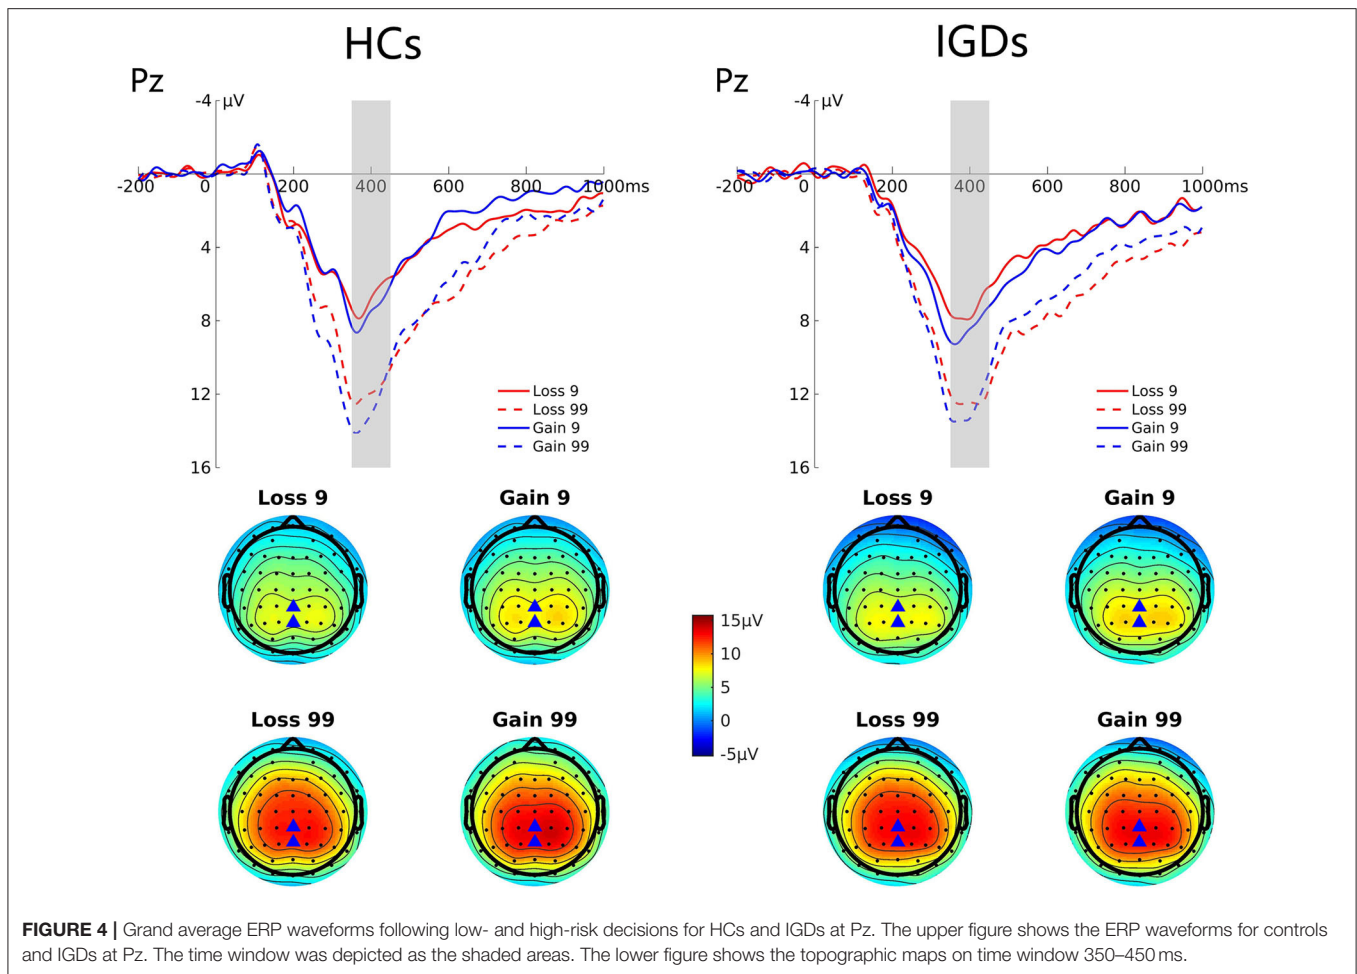 HCs
IGDs
Pz
Pz
-4 µV
-200 0 200 400 600 800 1000ms
4
8
12
16
Loss 9
Loss 99
Gain 9
Gain 99
-4 µV
-200 0 200 400 600 800 1000ms
4
8
12
16
Loss 9
Loss 99
Gain 9
Gain 99
Loss 9
Gain 9
Loss 9
Gain 9
15µV
10
5
0
-5µV
Loss 99
Gain 99
Loss 99
Gain 99
FIGURE 4 | Grand average ERP waveforms following low- and high-risk decisions for HCs and IGDs at Pz. The upper figure shows the ERP waveforms for controls
and IGDs at Pz. The time window was depicted as the shaded areas. The lower figure shows the topographic maps on time window 350–450 ms.